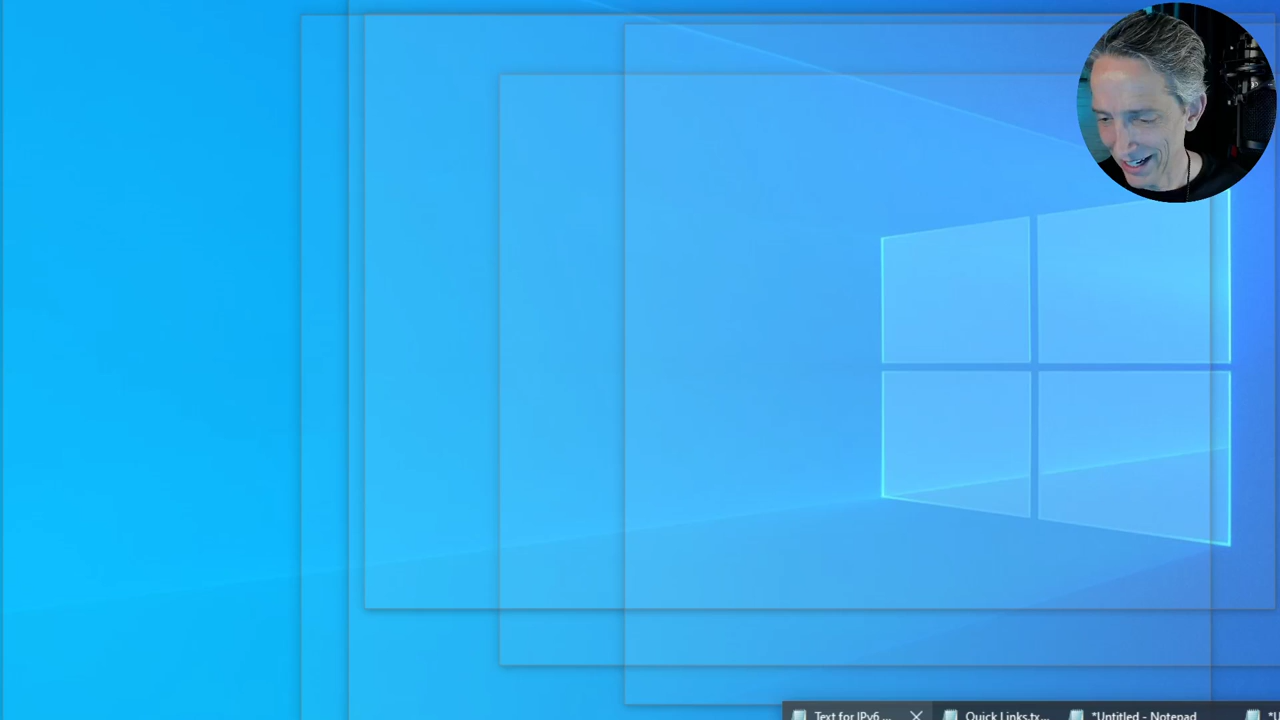 Text for IPv6 ...
Quick Links.tx...
*Untitled - Notepad